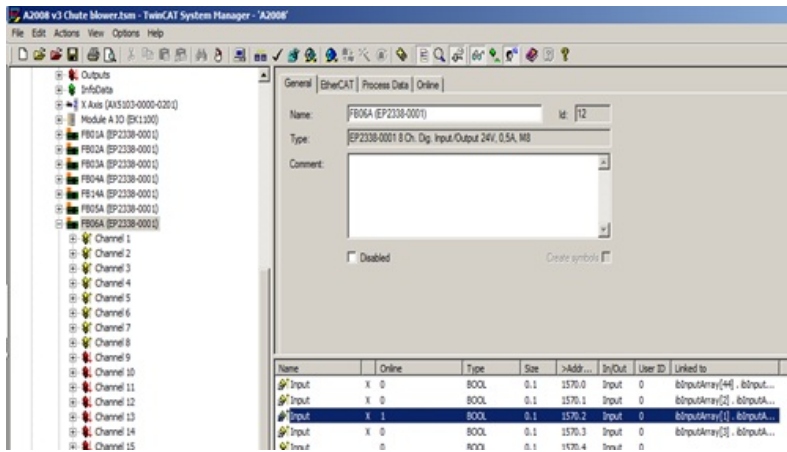 A2008 v3 Chute blower.tsm - TwinCAT System Manager - 'A2008'
File Edit Actions View Options Help
Outputs
InfoData
X Axis (AX5103-0000-0201)
Module A IO (EK1100)
FB01A (EP2338-0001)
FB02A (EP2338-0001)
FB03A (EP2338-0001)
FB04A (EP2338-0001)
FB14A (EP2338-0001)
FB05A (EP2338-0001)
FB06A (EP2338-0001)
Channel 1
Channel 2
Channel 3
Channel 4
Channel 5
Channel 6
Channel 7
Channel 8
Channel 9
Channel 10
Channel 11
Channel 12
Channel 13
Channel 14
Channel 15
General EtherCAT Process Data Online
Name: FB06A (EP2338-0001) Id: 12
Type: EP2338-0001 8 Ch. Dig. Input/Output 24V, 0,5A, M8
Comment:
Disabled Create symbols
Name Online Type Size >Addr... In/Out User ID Linked to
Input X 0 BOOL 0.1 1570.0 Input 0 ibInputArray[44] . ibInput...
Input X 0 BOOL 0.1 1570.1 Input 0 ibInputArray[2] . ibInputA...
Input X 1 BOOL 0.1 1570.2 Input 0 ibInputArray[1] . ibInputA...
Input X 0 BOOL 0.1 1570.3 Input 0 ibInputArray[3] . ibInputA...
Input 0 BOOL 0.1 1570.4 Input 0